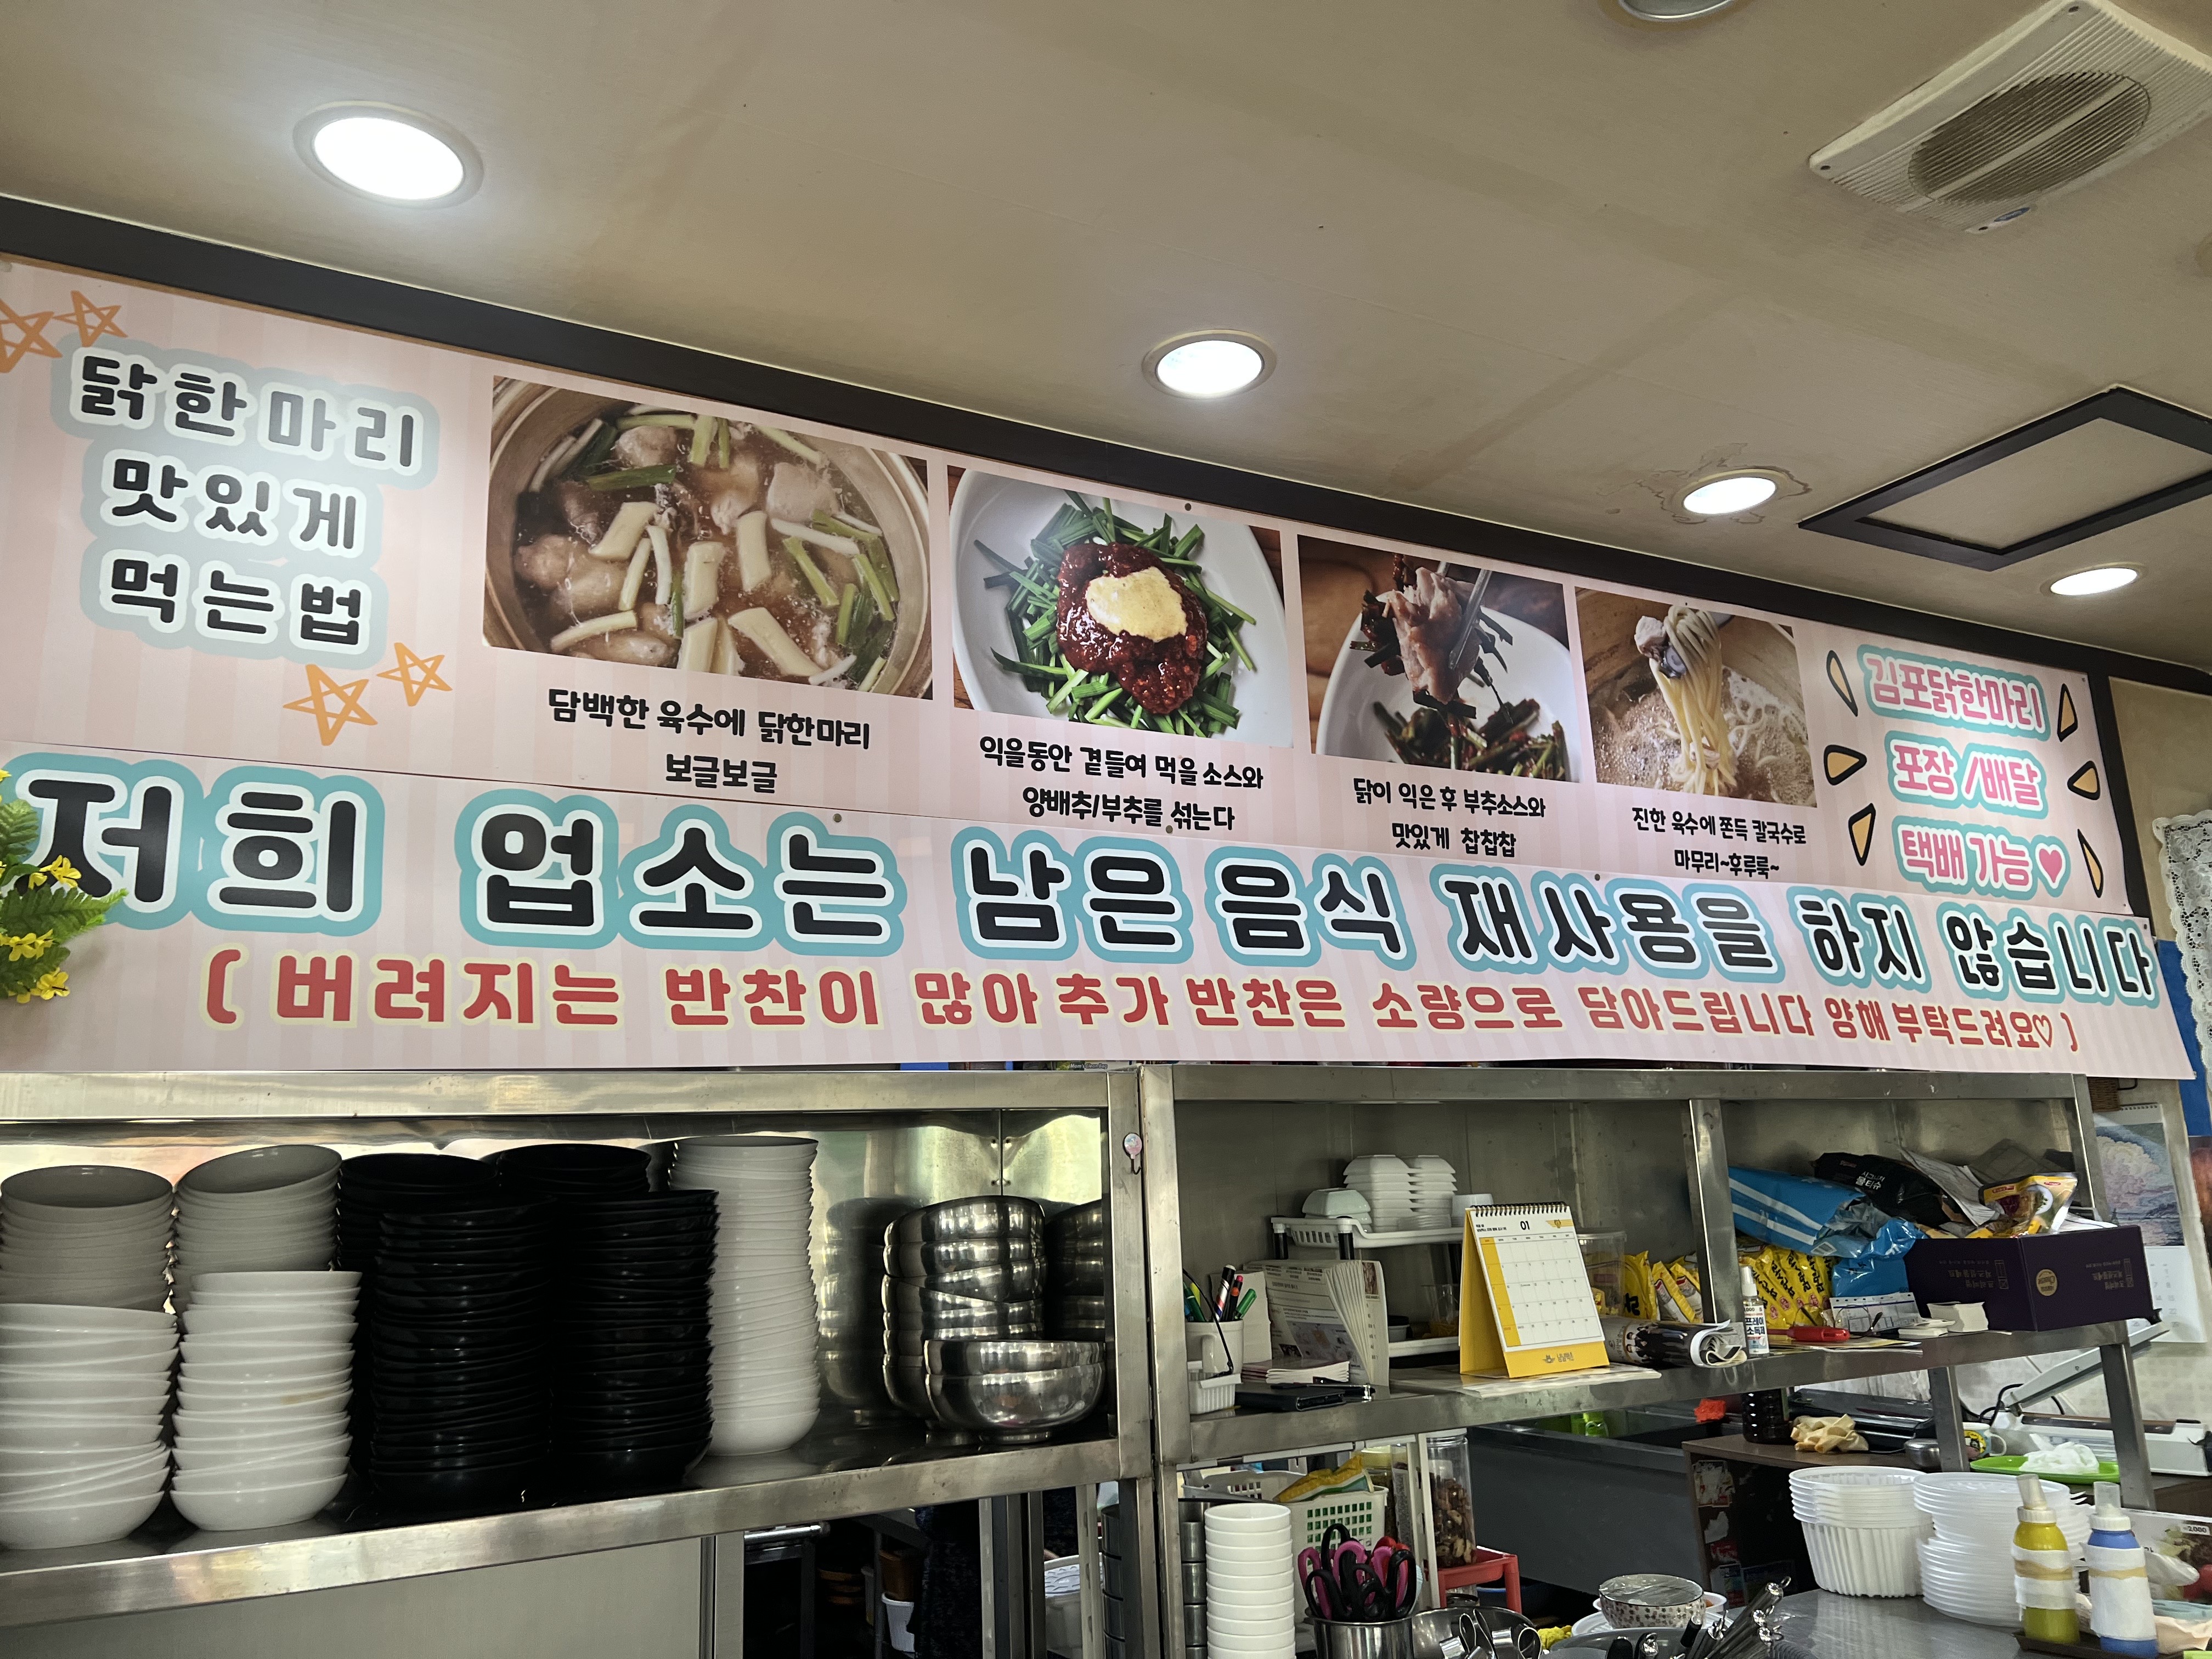 닭한마리
맛있게
먹는법
담백한 육수에 닭한마리
보글보글
익을동안 곁들여 먹을 소스와
양배추/부추를 섞는다
닭이 익은 후 부추소스와
맛있게 찹찹찹
진한 육수에 쫀득 칼국수로
마무리~후루룩~
김포닭한마리
포장/배달
택배 가능♥
저희 업소는 남은음식 재사용을 하지 않습니다
( 버려지는 반찬이 많아 추가 반찬은 소량으로 담아드립니다 양해 부탁드려요♡ )
01
물티슈